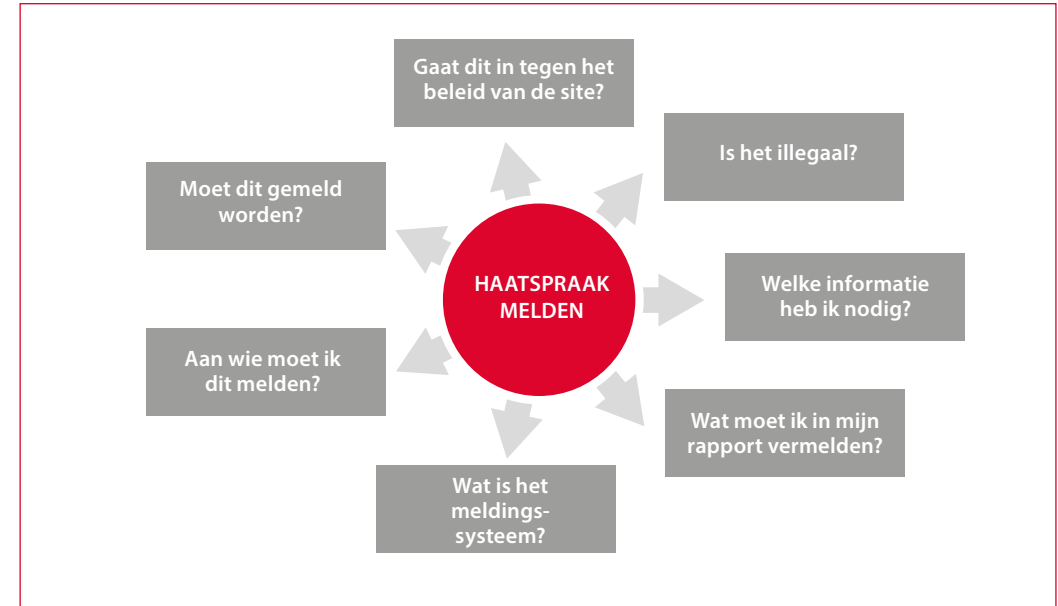 Gaat dit in tegen het
beleid van de site?
Is het illegaal?
Moet dit gemeld
worden?
HAATSPRAAK
MELDEN
Welke informatie
heb ik nodig?
Aan wie moet ik
dit melden?
Wat moet ik in mijn
rapport vermelden?
Wat is het
meldings-
systeem?